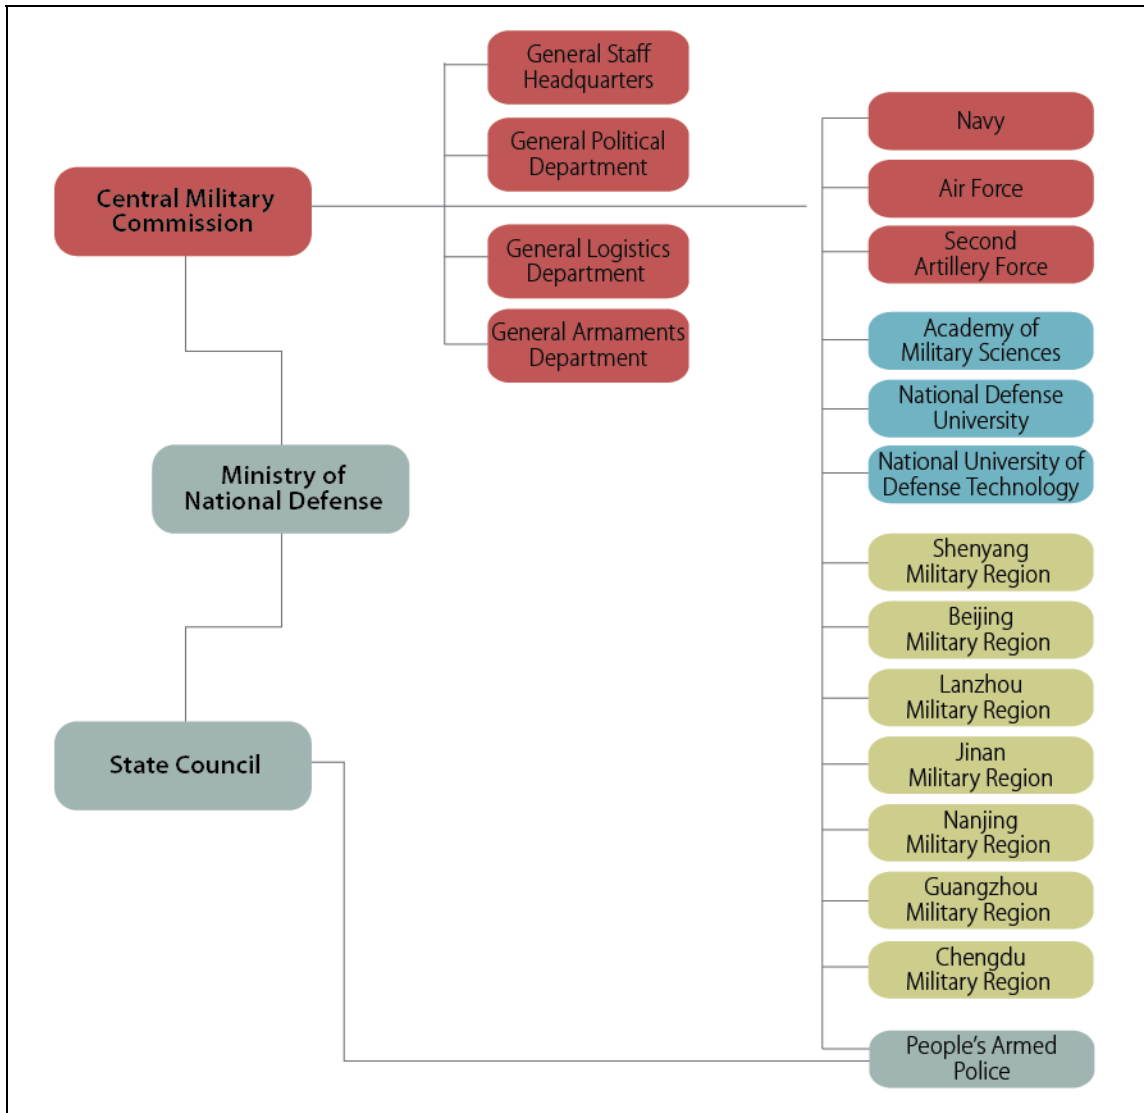 General Staff
Headquarters
General Political
Department
Central Military
Commission
General Logistics
Department
General Armaments
Department
Ministry of
National Defense
State Council
Navy
Air Force
Second
Artillery Force
Academy of
Military Sciences
National Defense
University
National University of
Defense Technology
Shenyang
Military Region
Beijing
Military Region
Lanzhou
Military Region
Jinan
Military Region
Nanjing
Military Region
Guangzhou
Military Region
Chengdu
Military Region
People’s Armed
Police